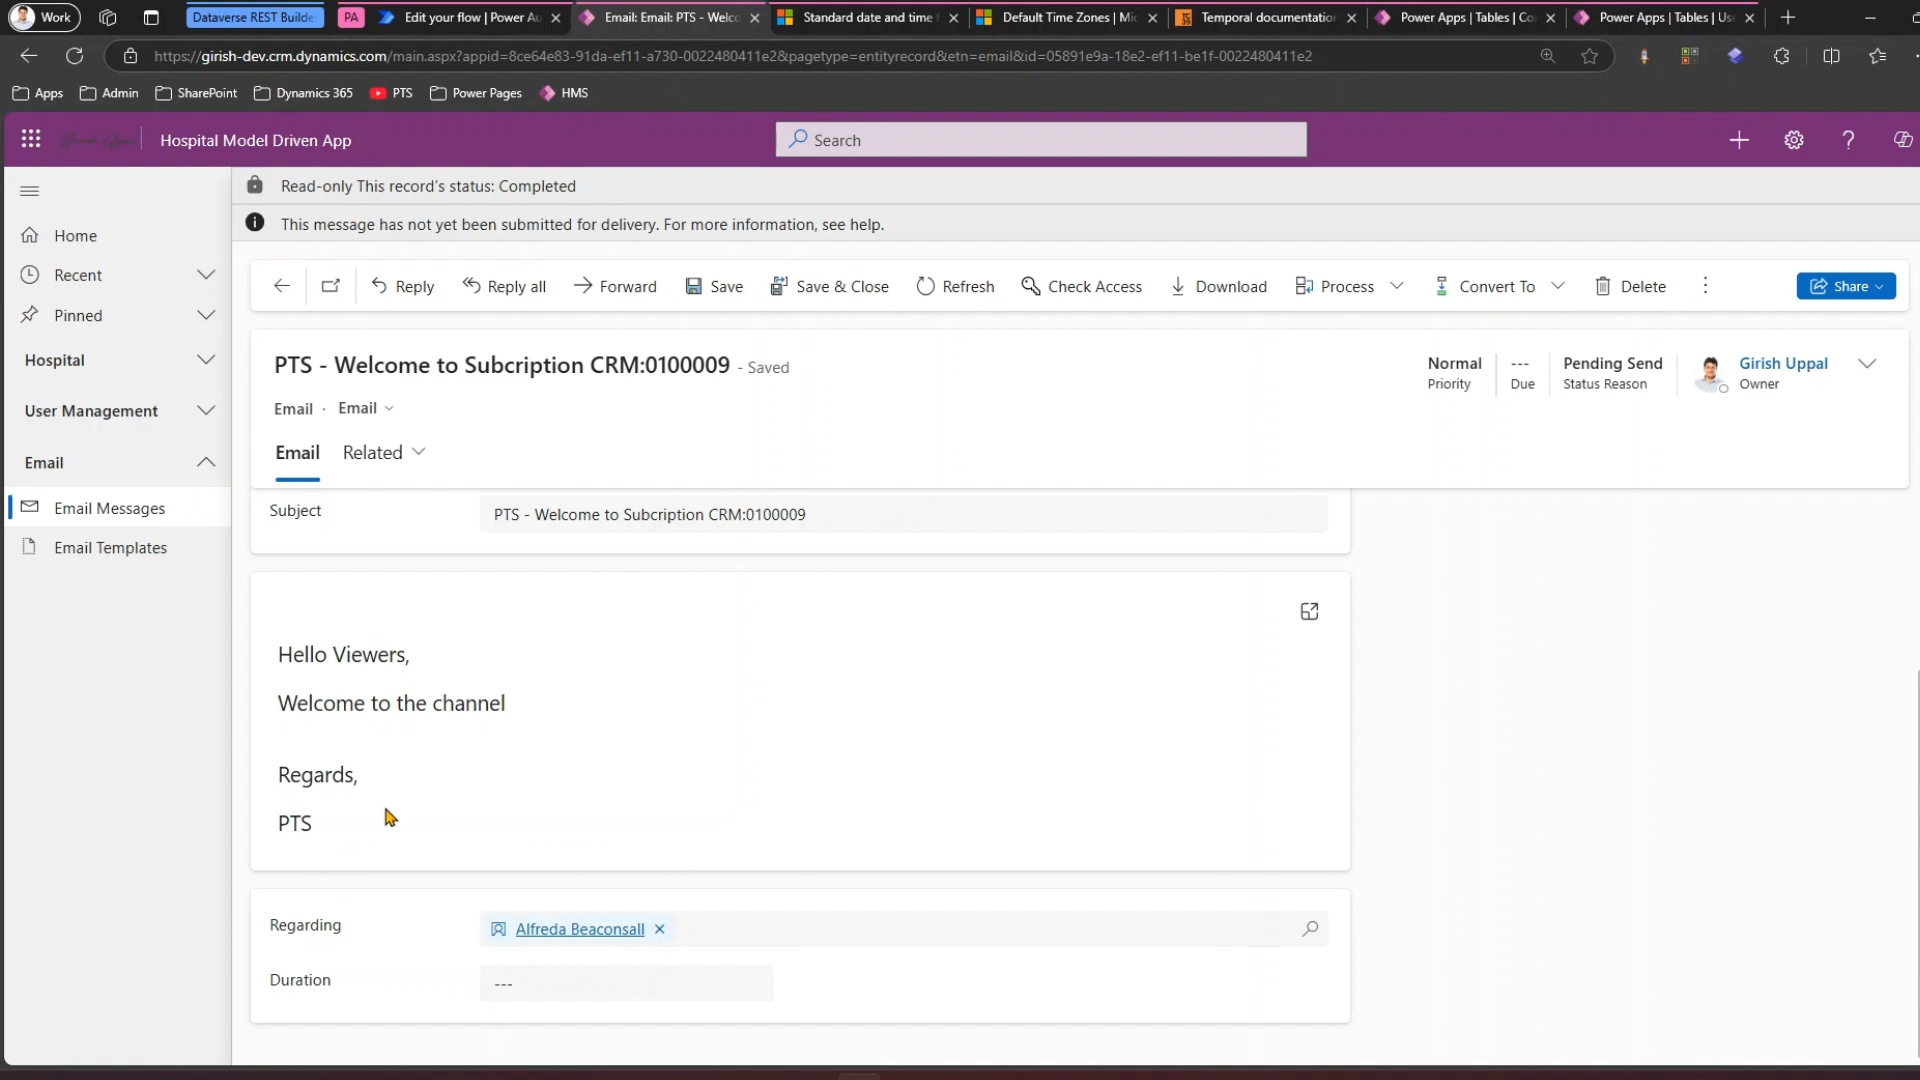 Work
Dataverse REST Builde
PA
Edit your flow | Power Au
Email: Email: PTS - Welco
Standard date and time f
Default Time Zones | Mic
Temporal documentation
Power Apps | Tables | Co
Power Apps | Tables | Use
https://girish-dev.crm.dynamics.com/main.aspx?appid=8ce64e83-91da-ef11-a730-0022480411e2&pagetype=entityrecord&etn=email&id=05891e9a-18e2-ef11-be1f-0022480411e2
Apps
Admin
SharePoint
Dynamics 365
PTS
Power Pages
HMS
Hospital Model Driven App
Search
Read-only This record's status: Completed
This message has not yet been submitted for delivery. For more information, see help.
Home
Recent
Pinned
Hospital
User Management
Email
Email Messages
Email Templates
Reply
Reply all
Forward
Save
Save & Close
Refresh
Check Access
Download
Process
Convert To
Delete
Share
PTS - Welcome to Subcription CRM:0100009 - Saved
Email · Email
Normal
Priority
---
Due
Pending Send
Status Reason
Girish Uppal
Owner
Email
Related
Subject
PTS - Welcome to Subcription CRM:0100009
Hello Viewers,
Welcome to the channel
Regards,
PTS
Regarding
Alfreda Beaconsall
Duration
---